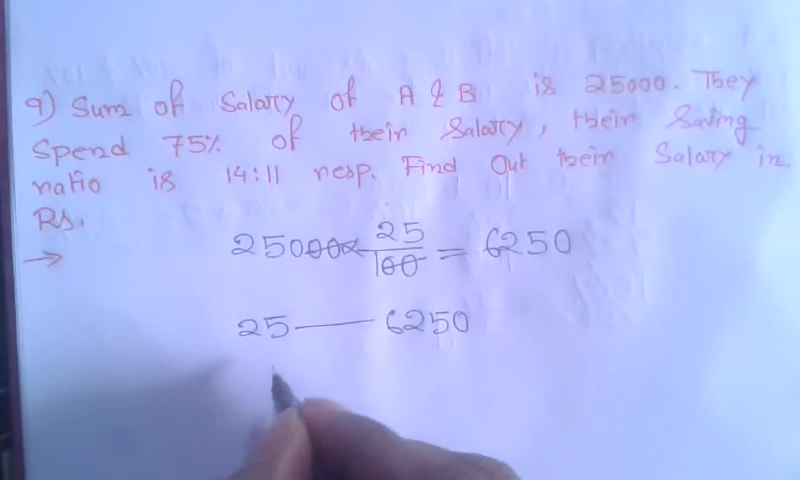 9) Sum of Salary of A & B is 25000. They
Spend 75% of their Salary, their Saving
ratio is 14:11 resp. Find Out their Salary in
Rs.
→ 25000 × 25/100 = 6250
25 — 6250